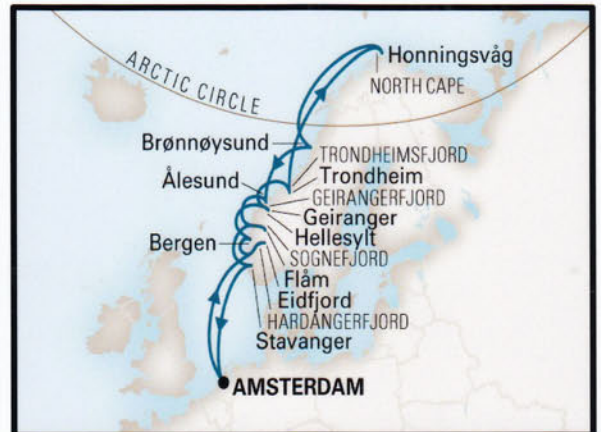 ARCTIC CIRCLE
Honningsvåg
NORTH CAPE
Brønnøysund
TRONDHEIMSFJORD
Trondheim
Ålesund
GEIRANGERFJORD
Geiranger
Hellesylt
Bergen
SOGNEFJORD
Flåm
Eidfjord
HARDANGERFJORD
Stavanger
AMSTERDAM